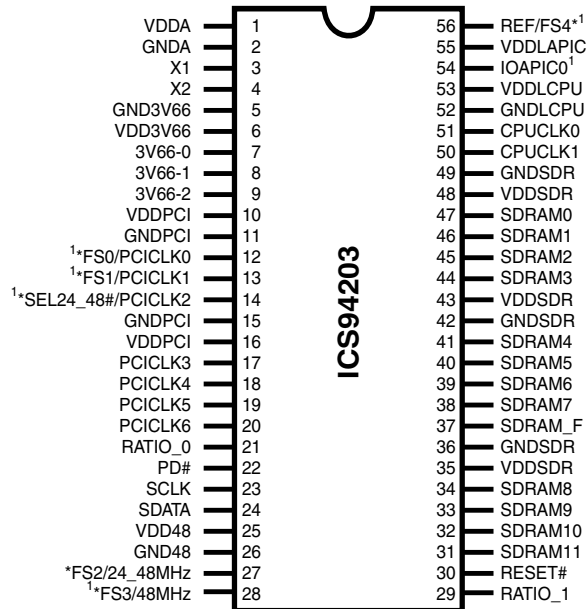 VDDA 1 56 REF/FS4*1
GNDA 2 55 VDDLAPIC
X1 3 54 IOAPIC01
X2 4 53 VDDLCPU
GND3V66 5 52 GNDLCPU
VDD3V66 6 51 CPUCLK0
3V66-0 7 50 CPUCLK1
3V66-1 8 49 GNDSDR
3V66-2 9 48 VDDSDR
VDDPCI 10 47 SDRAM0
GNDPCI 11 46 SDRAM1
1*FS0/PCICLK0 12 45 SDRAM2
1*FS1/PCICLK1 13 44 SDRAM3
1*SEL24_48#/PCICLK2 14 43 VDDSDR
GNDPCI 15 42 GNDSDR
VDDPCI 16 41 SDRAM4
PCICLK3 17 40 SDRAM5
PCICLK4 18 39 SDRAM6
PCICLK5 19 38 SDRAM7
PCICLK6 20 37 SDRAM_F
RATIO_0 21 36 GNDSDR
PD# 22 35 VDDSDR
SCLK 23 34 SDRAM8
SDATA 24 33 SDRAM9
VDD48 25 32 SDRAM10
GND48 26 31 SDRAM11
*FS2/24_48MHz 27 30 RESET#
1*FS3/48MHz 28 29 RATIO_1
ICS94203